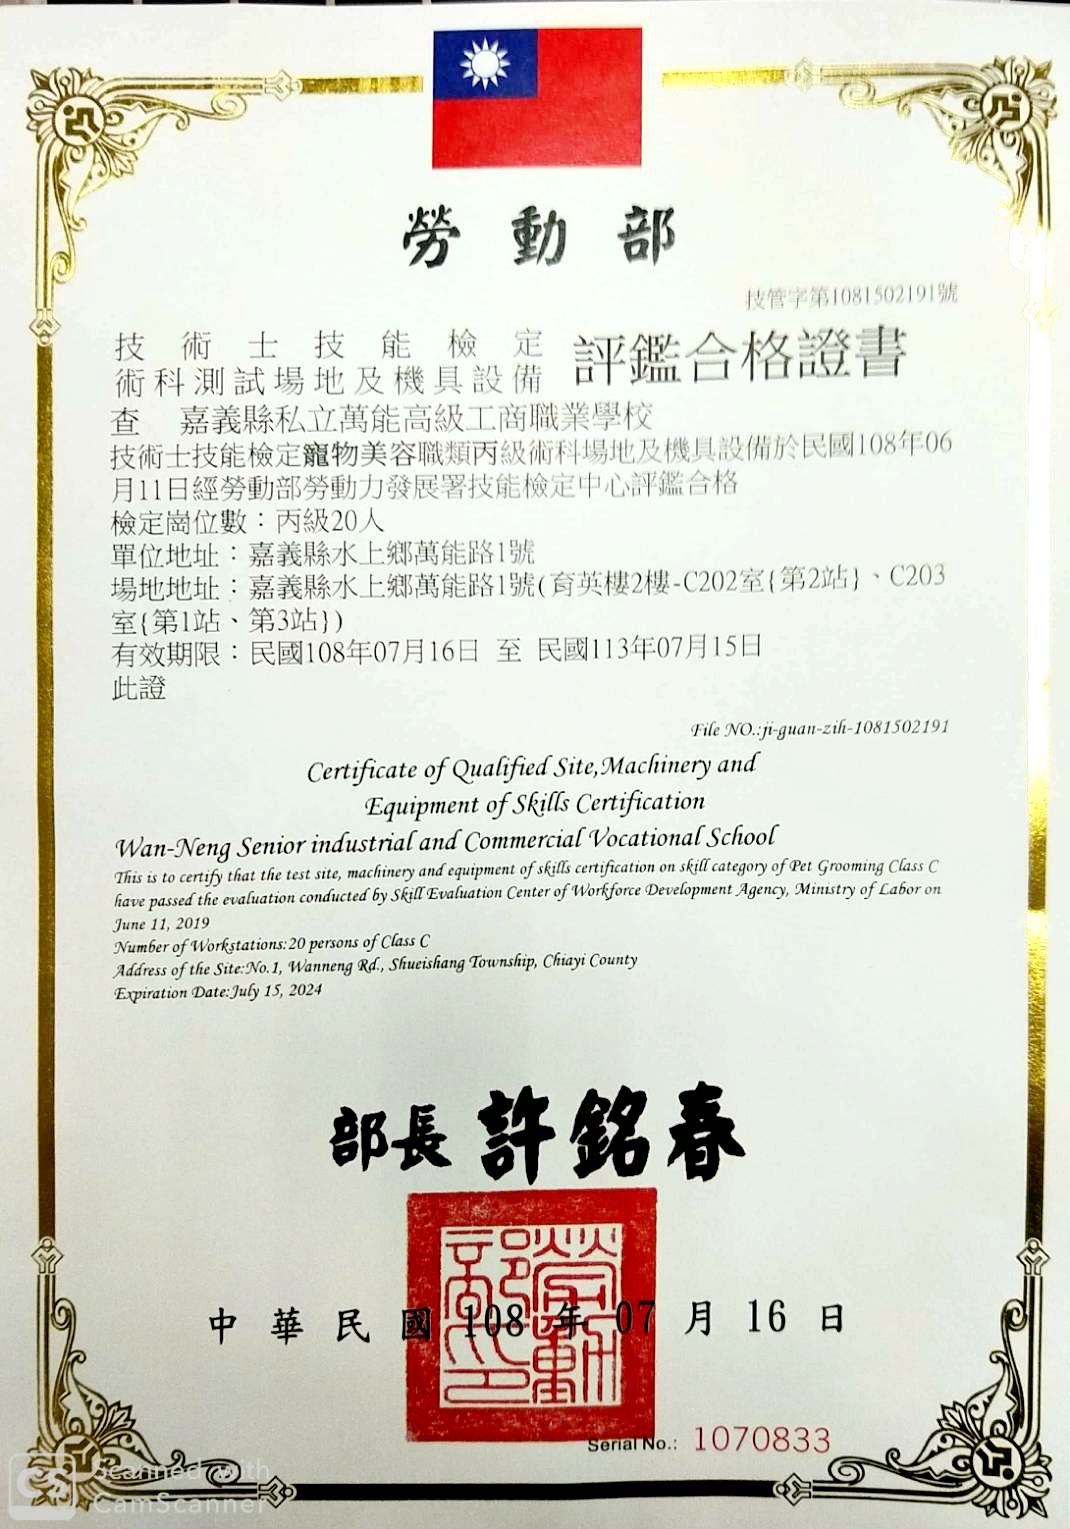 勞動部
技管字第1081502191號
技術士技能檢定
術科測試場地及機具設備 評鑑合格證書
查 嘉義縣私立萬能高級工商職業學校
技術士技能檢定寵物美容職類丙級術科場地及機具設備於民國108年06
月11日經勞動部勞動力發展署技能檢定中心評鑑合格
檢定崗位數：丙級20人
單位地址：嘉義縣水上鄉萬能路1號
場地地址：嘉義縣水上鄉萬能路1號(育英樓2樓-C202室{第2站}、C203
室{第1站、第3站})
有效期限：民國108年07月16日 至 民國113年07月15日
此證
File NO.:ji-guan-zih-1081502191
Certificate of Qualified Site,Machinery and
Equipment of Skills Certification
Wan-Neng Senior industrial and Commercial Vocational School
This is to certify that the test site, machinery and equipment of skills certification on skill category of Pet Grooming Class C
have passed the evaluation conducted by Skill Evaluation Center of Workforce Development Agency, Ministry of Labor on
June 11, 2019
Number of Workstations:20 persons of Class C
Address of the Site:No.1, Wanneng Rd., Shueishang Township, Chiayi County
Expiration Date:July 15, 2024
部長 許銘春
勞動部印
中華民國108年07月16日
Serial No.: 1070833
CS Scanned with
CamScanner